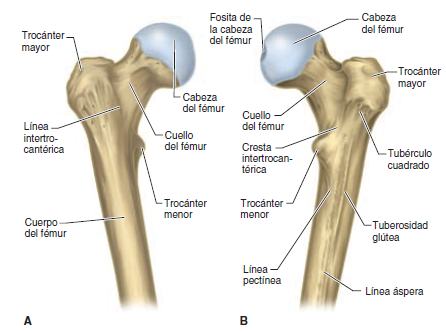 Trocánter
mayor
Línea
intertro-
cantérica
Cuerpo
del fémur
Cabeza
del fémur
Cuello
del fémur
Trocánter
menor
A
Fosita de
la cabeza
del fémur
Cuello
del fémur
Cresta
intertrocan-
térica
Trocánter
menor
Línea
pectínea
Cabeza
del fémur
Trocánter
mayor
Tubérculo
cuadrado
Tuberosidad
glútea
Línea áspera
B